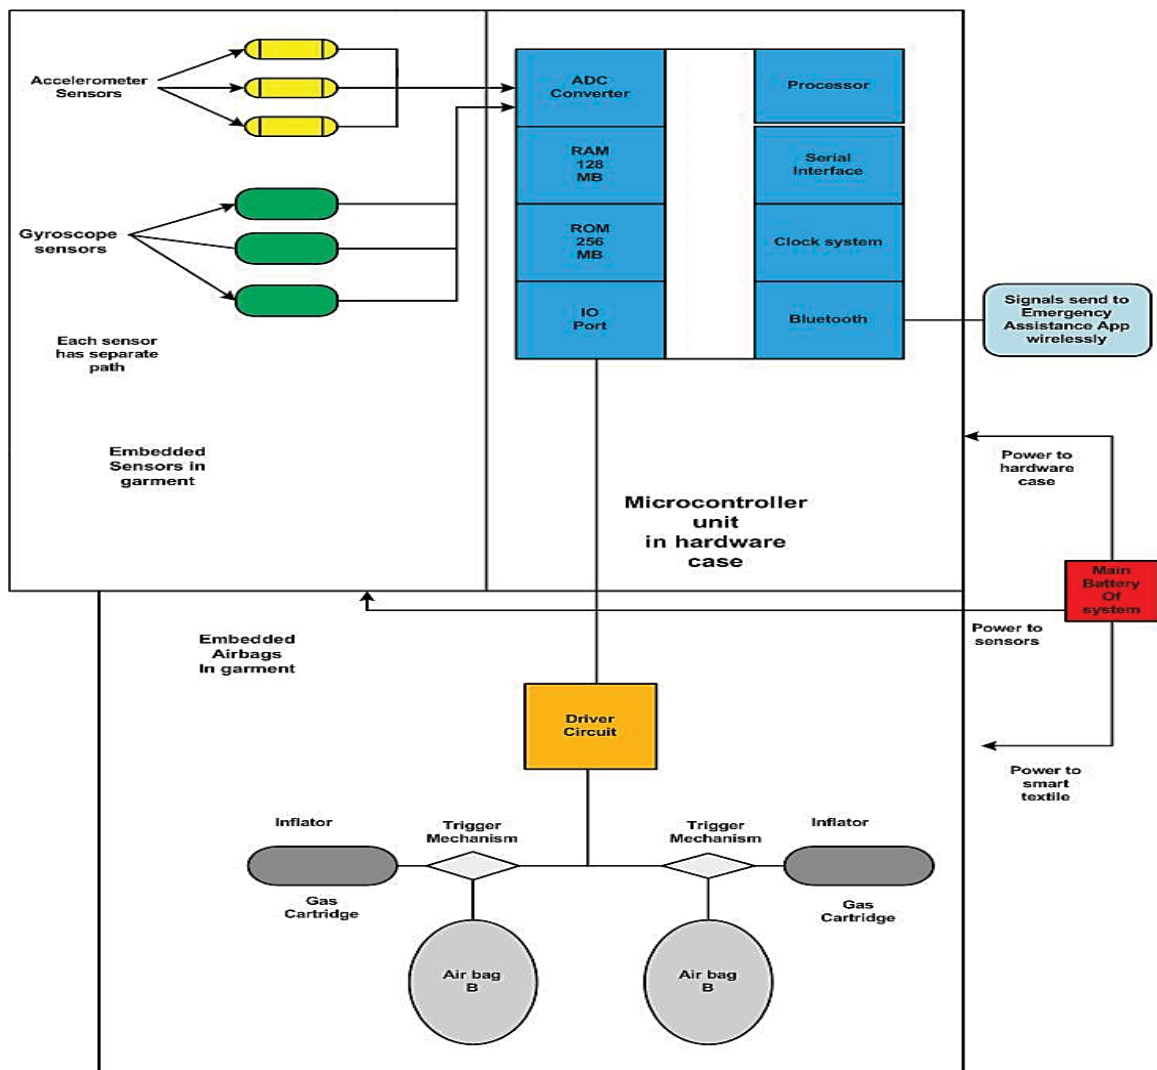 Accelerometer
Sensors
Gyroscope
sensors
Each sensor
has separate
path
Embedded
Sensors in
garment
ADC
Converter
RAM
128
MB
ROM
256
MB
IO
Port
Processor
Serial
Interface
Clock system
Bluetooth
Signals send to
Emergency
Assistance App
wirelessly
Microcontroller
unit
in hardware
case
Power to
hardware
case
Main
Battery
Of
system
Power to
sensors
Power to
smart
textile
Embedded
Airbags
In garment
Driver
Circuit
Inflator
Trigger
Mechanism
Trigger
Mechanism
Inflator
Gas
Cartridge
Gas
Cartridge
Air bag
B
Air bag
B